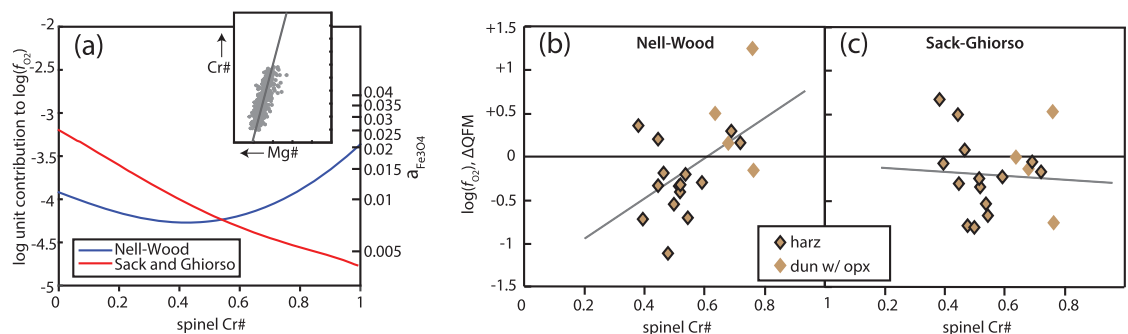 (a)
log unit contribution to log(fO2)
-2
-2.5
-3
-3.5
-4
-4.5
-5
0
0.2
0.4
0.6
0.8
1
spinel Cr#
Cr#
Mg#
0.04
0.035
0.03
0.025
0.02
0.015
0.01
0.005
aFe3O4
Nell-Wood
Sack and Ghiorso
(b)
Nell-Wood
log(fO2), ΔQFM
+1.5
+1
+0.5
0
-0.5
-1
0
0.2
0.4
0.6
0.8
1
spinel Cr#
harz
dun w/ opx
(c)
Sack-Ghiorso
0.2
0.4
0.6
0.8
spinel Cr#